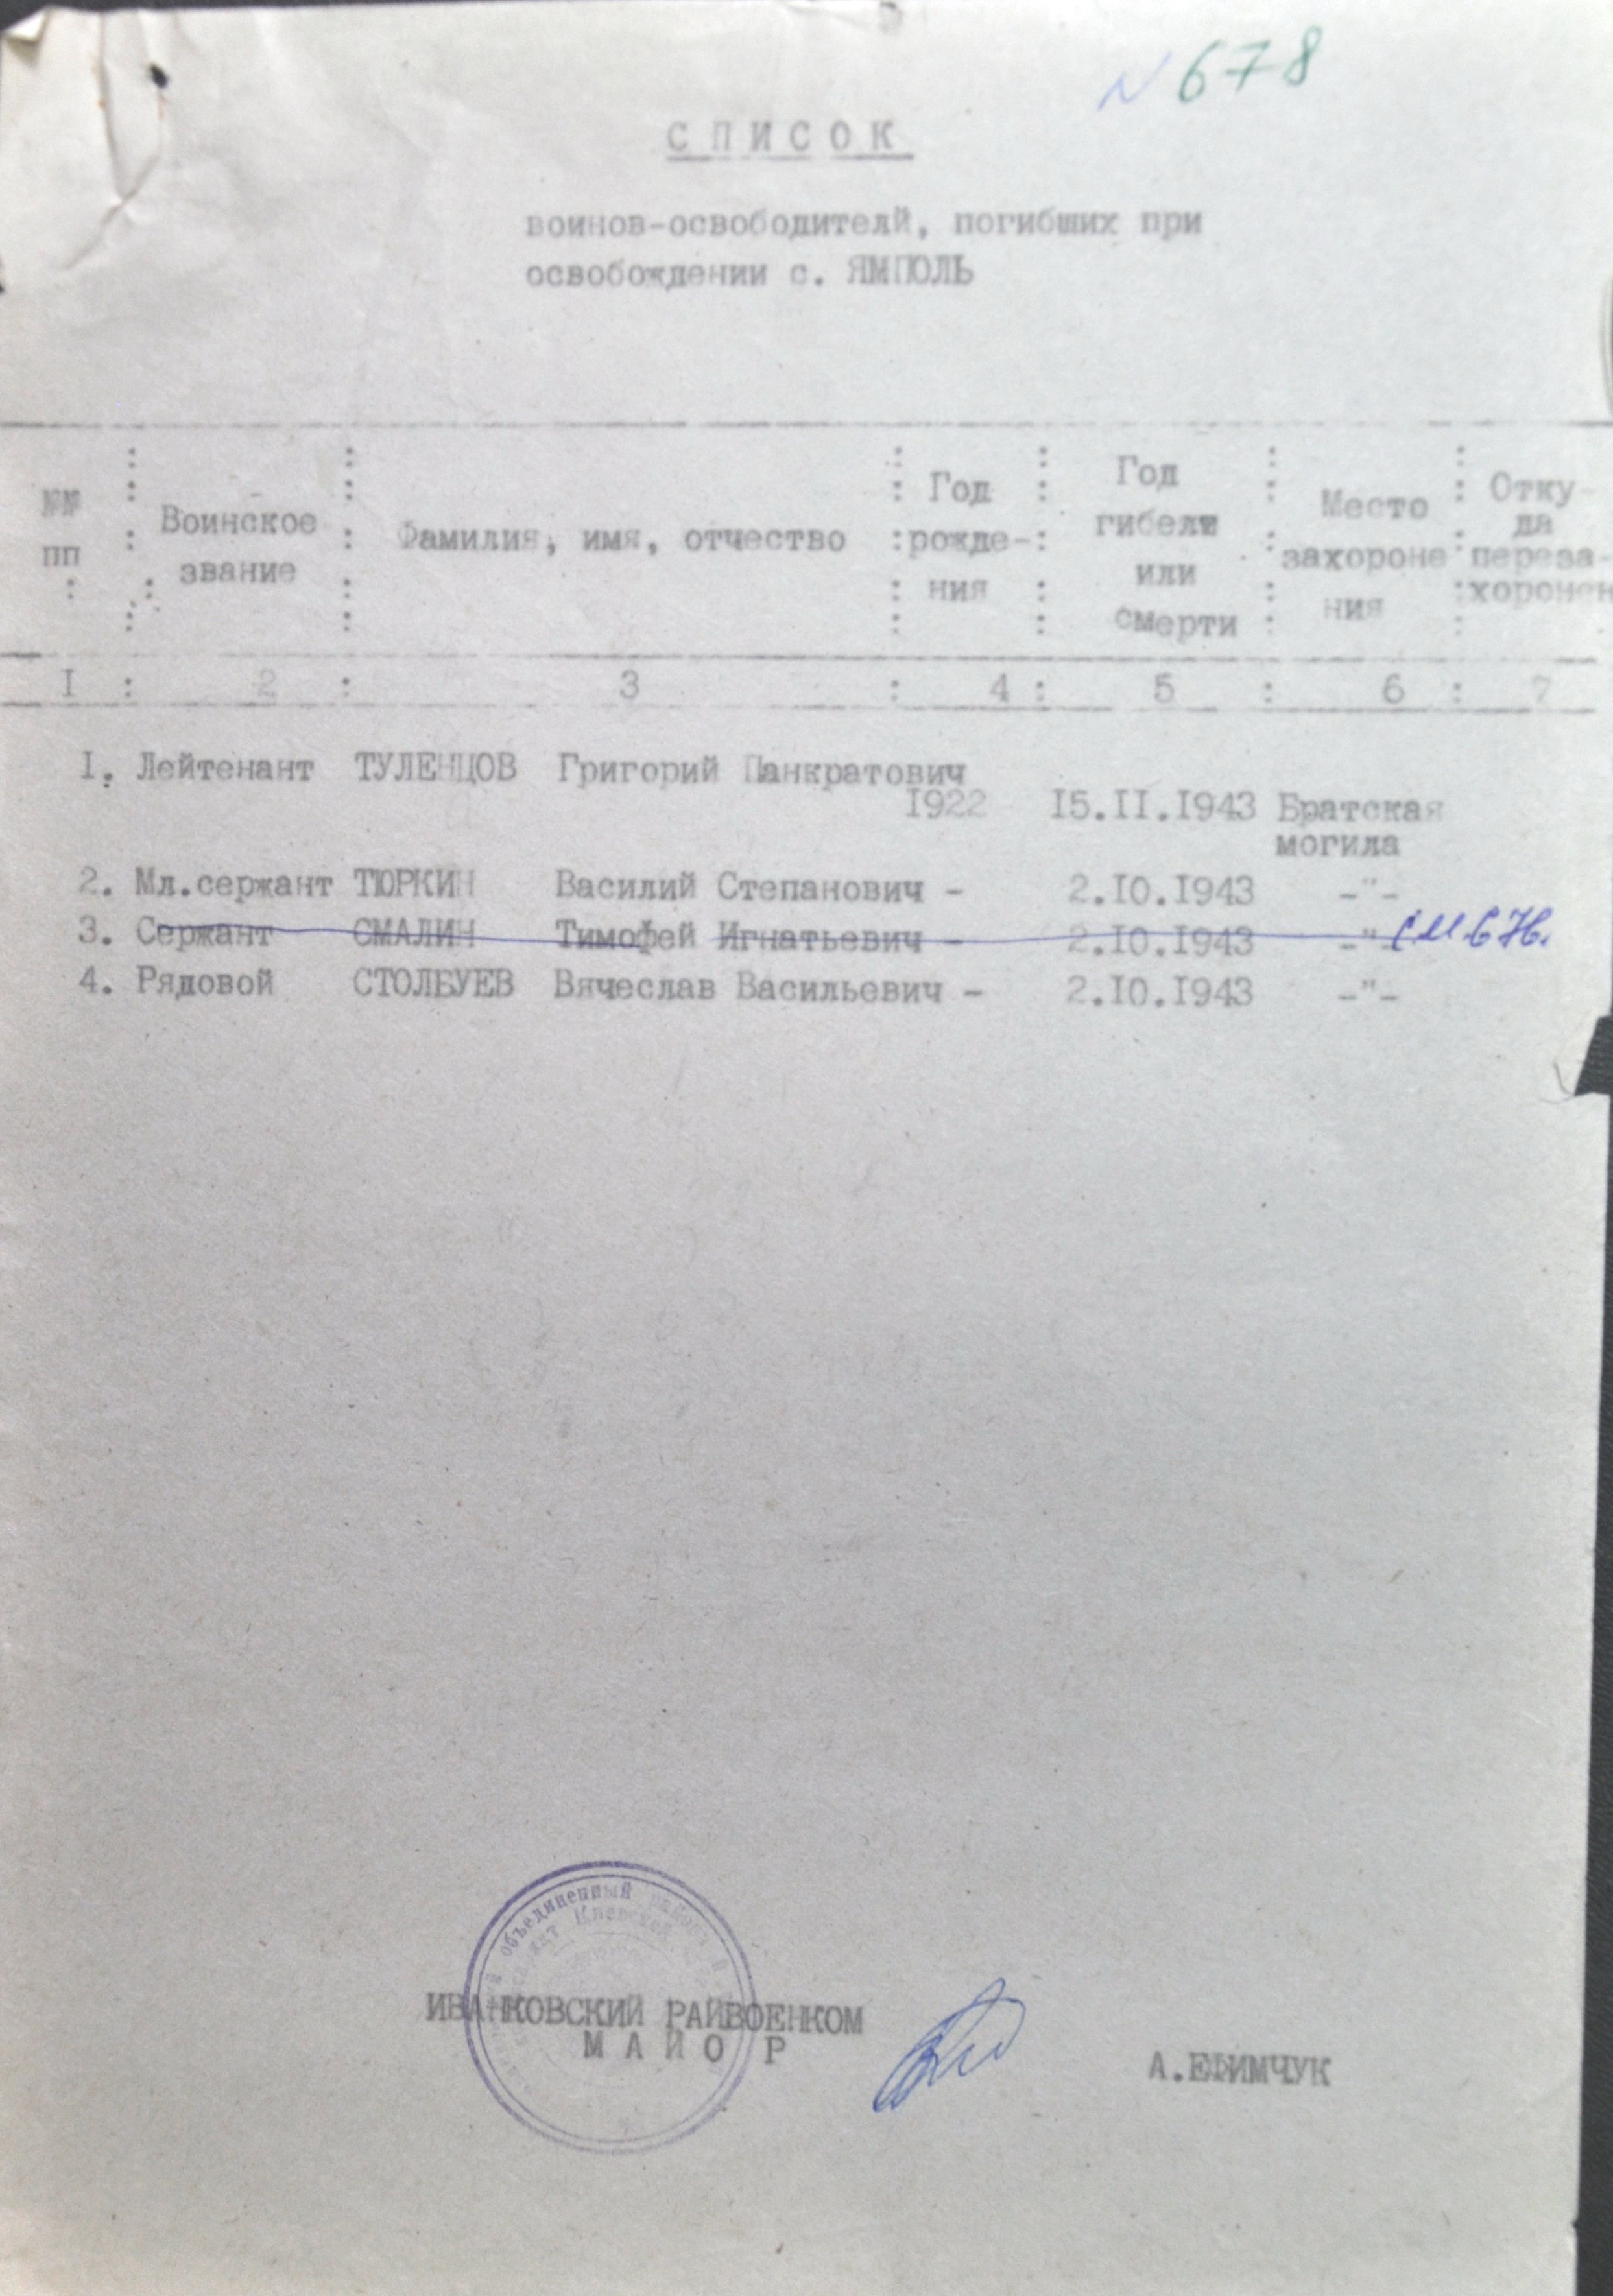 N 678
СПИСОК
воинов-освободителй, погибших при
освобождении с. ЯМПОЛЬ
№№ пп : Воинское звание : Фамилия, имя, отчество : Год рожде-ния : Год гибели или смерти : Место захороне ния : Отку-да переза-хоронен
I : 2 : 3 : 4 : 5 : 6 : 7
I. Лейтенант ТУЛЕНЦОВ Григорий Панкратович
I922 I5.II.I943 Братская
могила
2. Мл.сержант ТЮРКИН Василий Степанович - 2.I0.I943 -"-
3. Сержант СМАЛИН Тимофей Игнатьевич - 2.I0.I943 -"-
4. Рядовой СТОЛБУЕВ Вячеслав Васильевич - 2.I0.I943 -"-
объединенный
ИВАНКОВСКИЙ РАЙВОЕНКОМ
МАЙОР
А.ЕФИМЧУК